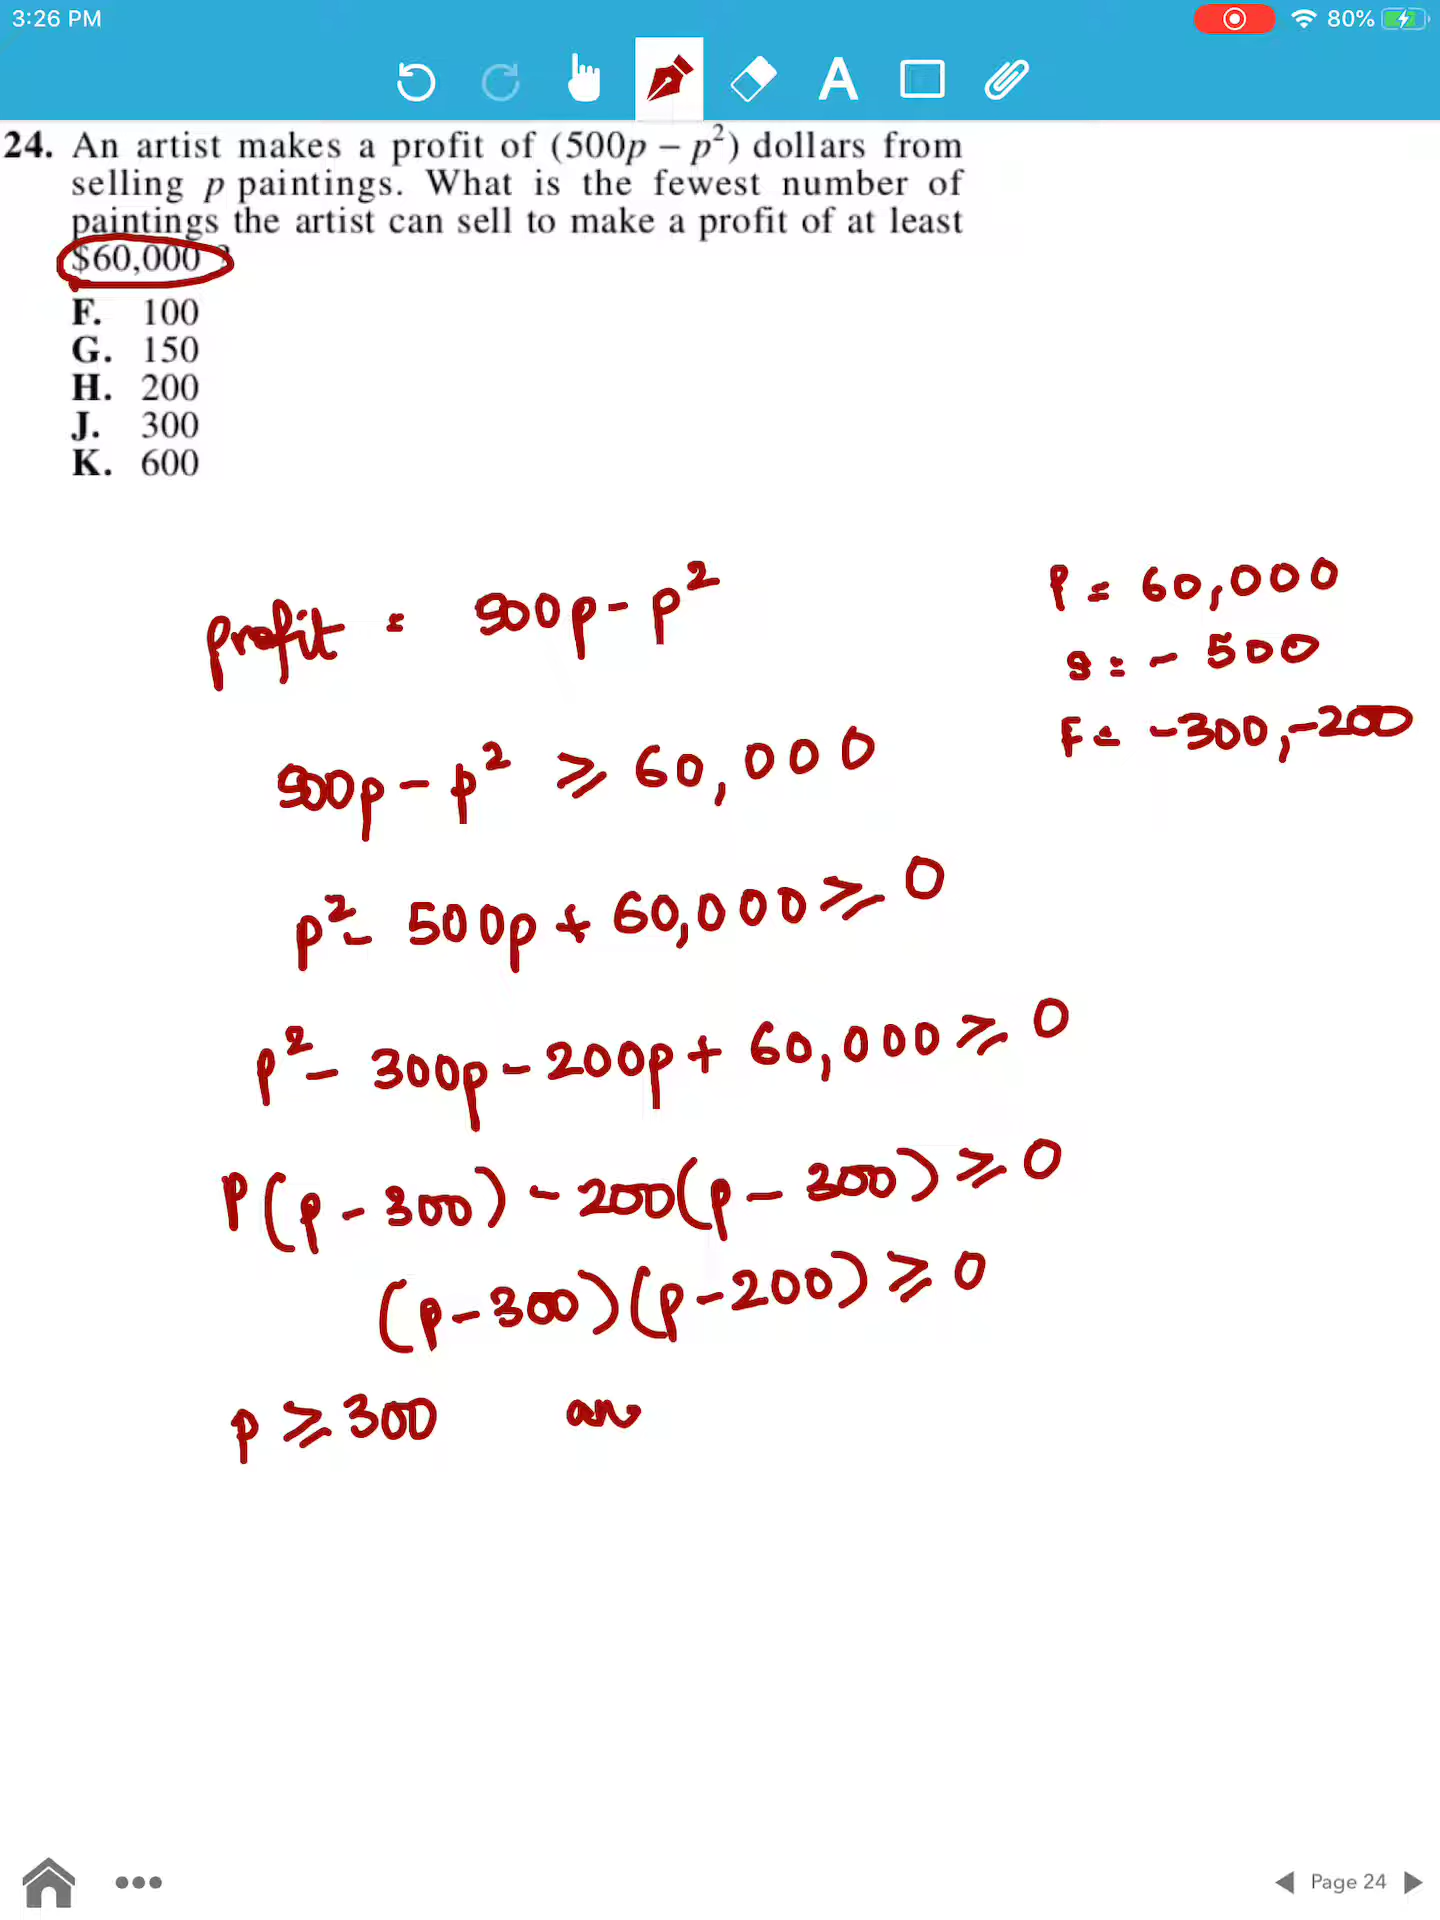 3:26 PM
80%
A
24. An artist makes a profit of (500p – p²) dollars from
selling p paintings. What is the fewest number of
paintings the artist can sell to make a profit of at least
$60,000 ?
F. 100
G. 150
H. 200
J. 300
K. 600
profit = 500p - p²
P = 60,000
S = - 500
F = -300, -200
500p - p² ⩾ 60,000
p² - 500p + 60,000 ⩾ 0
p² - 300p - 200p + 60,000 ⩾ 0
P(p - 300) - 200(p - 300) ⩾ 0
(p - 300)(p - 200) ⩾ 0
p ⩾ 300
Page 24